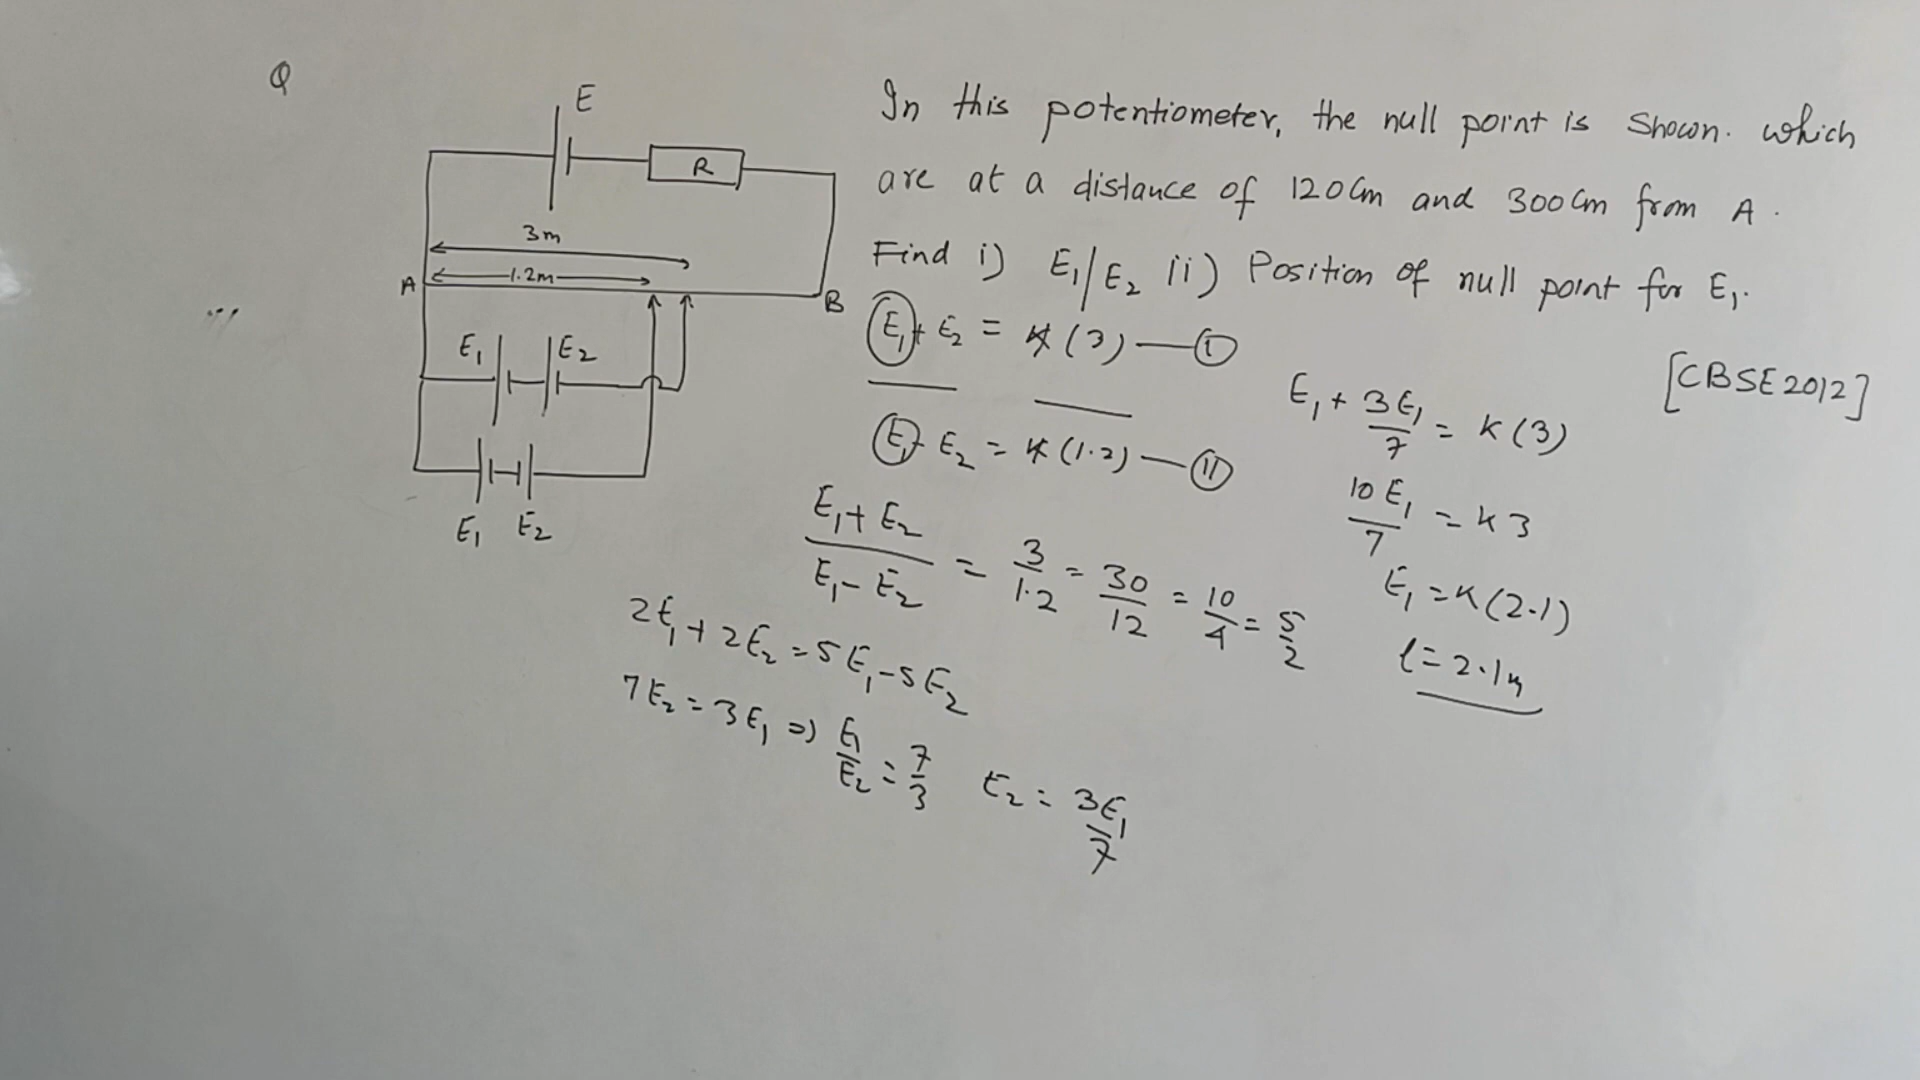 Q
E
R
3m
1.2m
A
B
E₁ E₂
E₁ E₂
In this potentiometer, the null point is shown. which
are at a distance of 120cm and 300cm from A.
Find i) E₁/E₂ ii) Position of null point for E₁.
[CBSE 2012]
E₁ + E₂ = K (3) — I
E₁ - E₂ = K (1.2) — II
(E₁ + E₂)/(E₁ - E₂) = 3/1.2 = 30/12 = 10/4 = 5/2
2E₁ + 2E₂ = 5E₁ - 5E₂
7E₂ = 3E₁ => E₁/E₂ = 7/3 E₂ = 3E₁/7
E₁ + 3E₁/7 = K (3)
10E₁/7 = K3
E₁ = K (2.1)
l = 2.1m